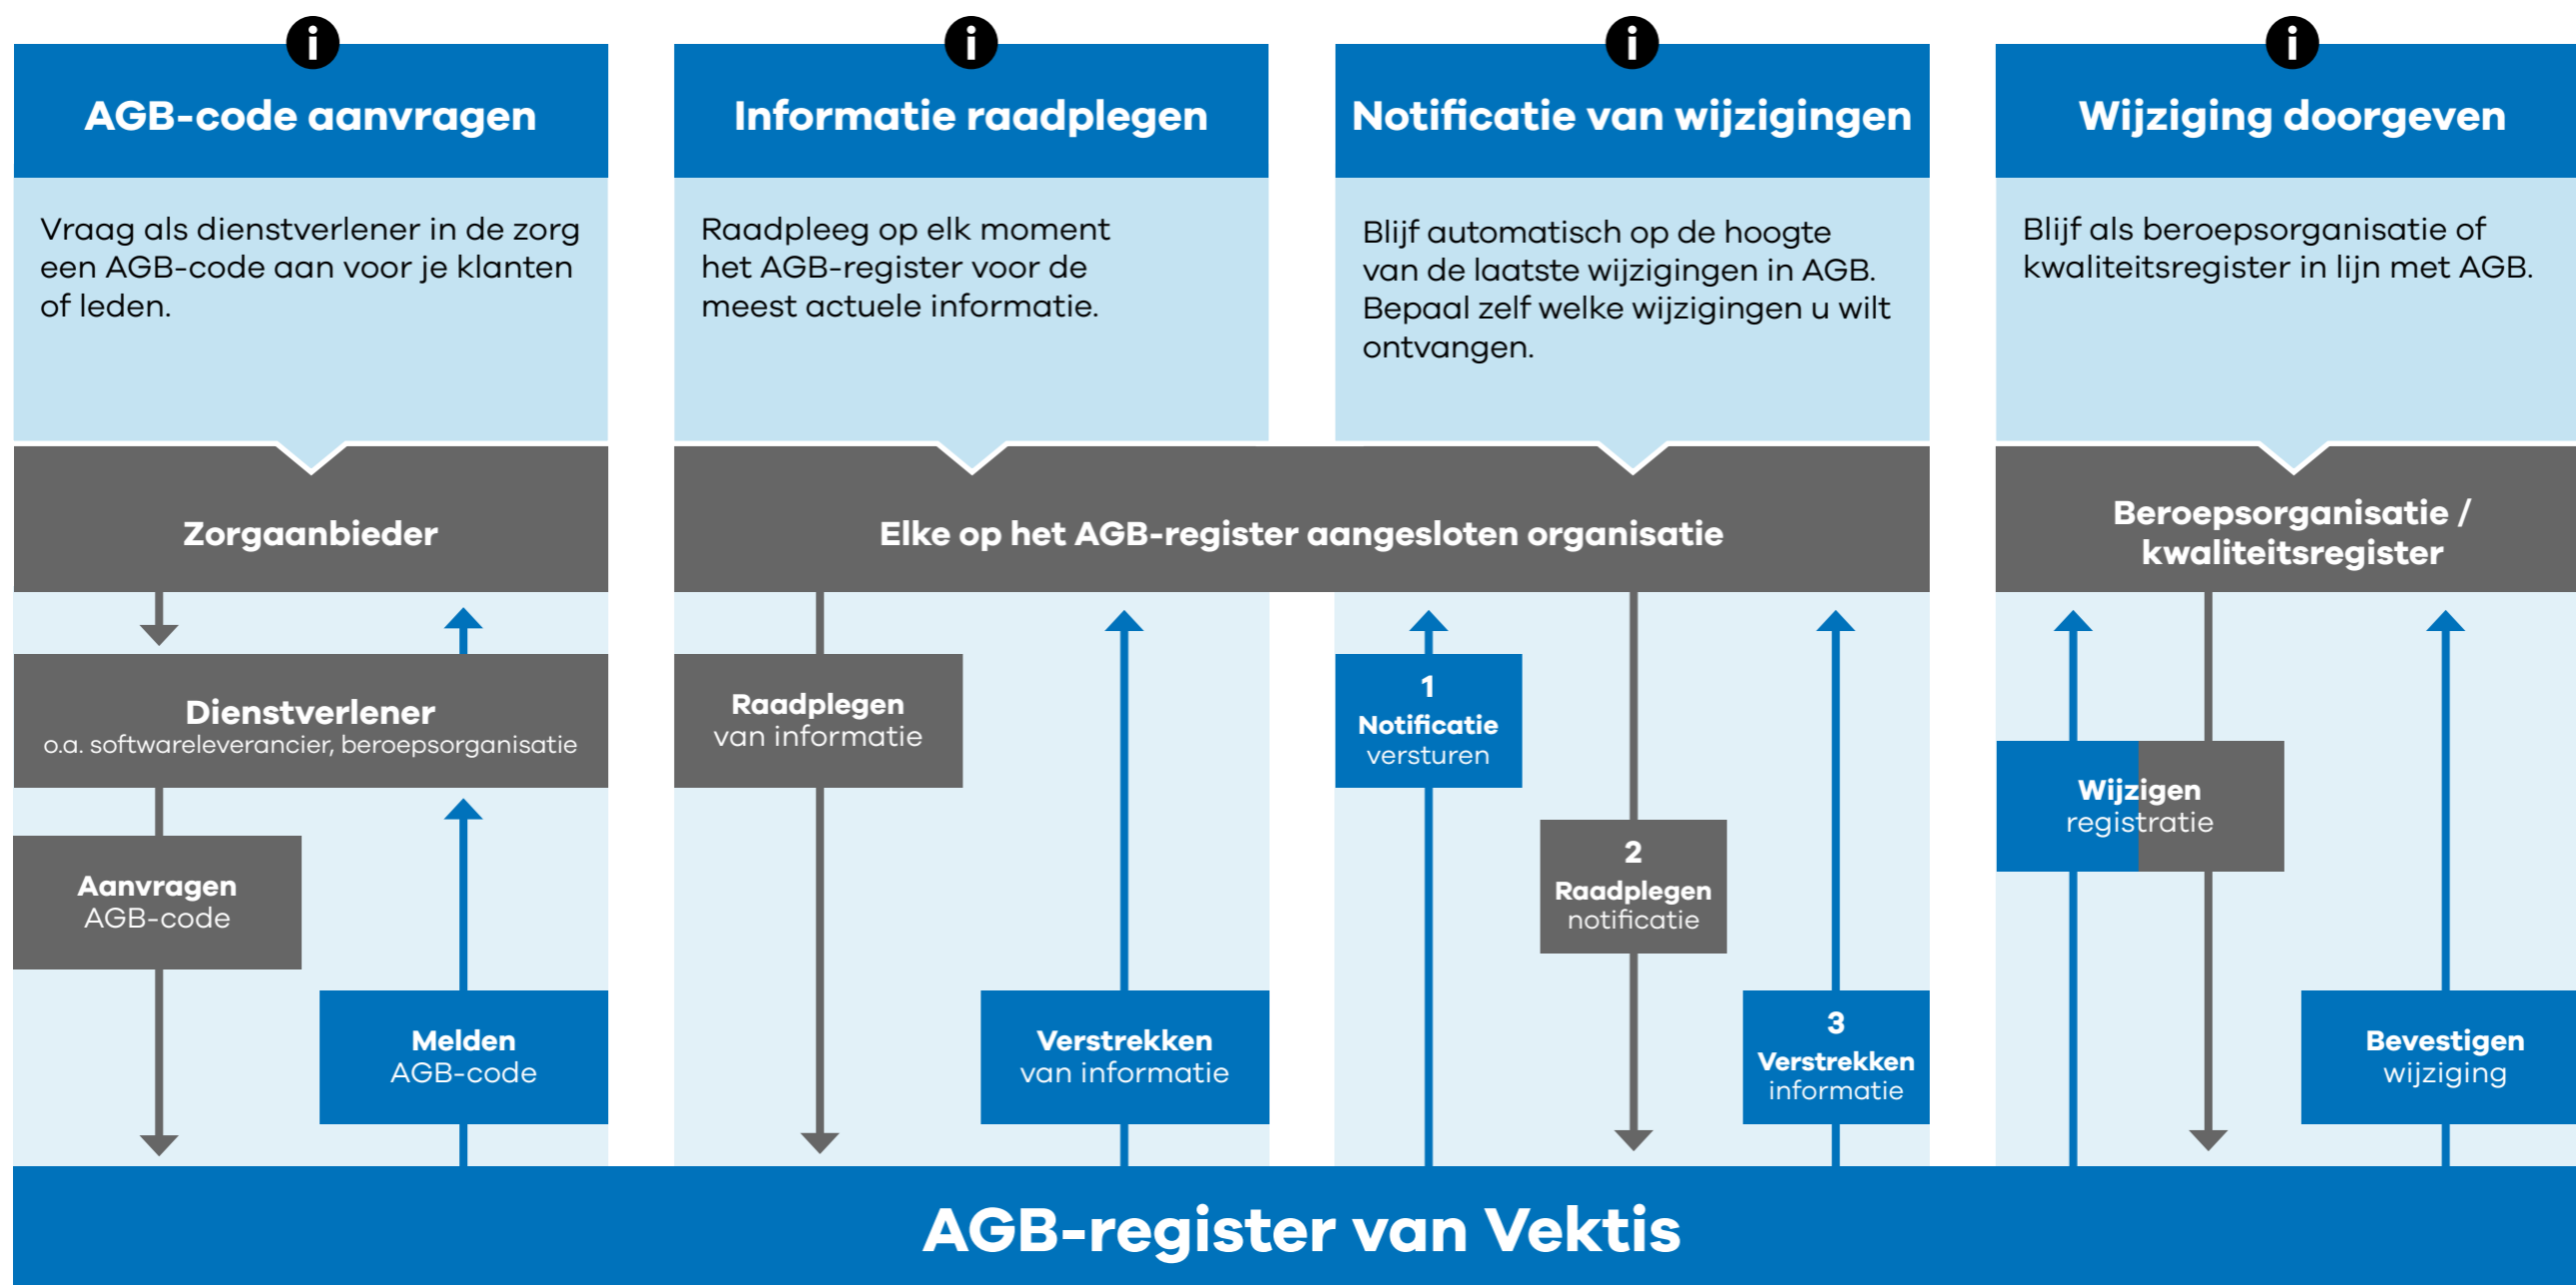 i
AGB-code aanvragen
Vraag als dienstverlener in de zorg
een AGB-code aan voor je klanten
of leden.
i
Informatie raadplegen
Raadpleeg op elk moment
het AGB-register voor de
meest actuele informatie.
i
Notificatie van wijzigingen
Blijf automatisch op de hoogte
van de laatste wijzigingen in AGB.
Bepaal zelf welke wijzigingen u wilt
ontvangen.
i
Wijziging doorgeven
Blijf als beroepsorganisatie of
kwaliteitsregister in lijn met AGB.
Zorgaanbieder
Dienstverlener
o.a. softwareleverancier, beroepsorganisatie
Aanvragen
AGB-code
Melden
AGB-code
Elke op het AGB-register aangesloten organisatie
Raadplegen
van informatie
Verstrekken
van informatie
1
Notificatie
versturen
2
Raadplegen
notificatie
3
Verstrekken
informatie
Beroepsorganisatie /
kwaliteitsregister
Wijzigen
registratie
Bevestigen
wijziging
AGB-register van Vektis